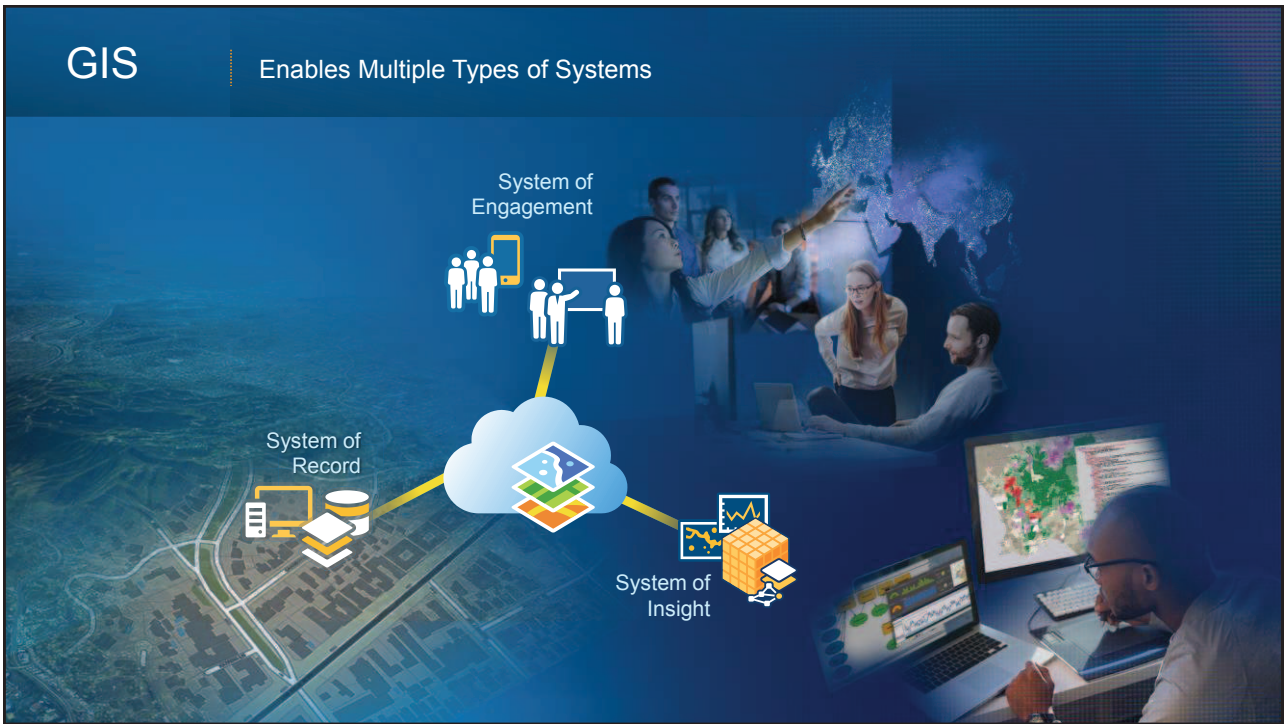 GIS
Enables Multiple Types of Systems
System of
Engagement
System of
Record
System of
Insight